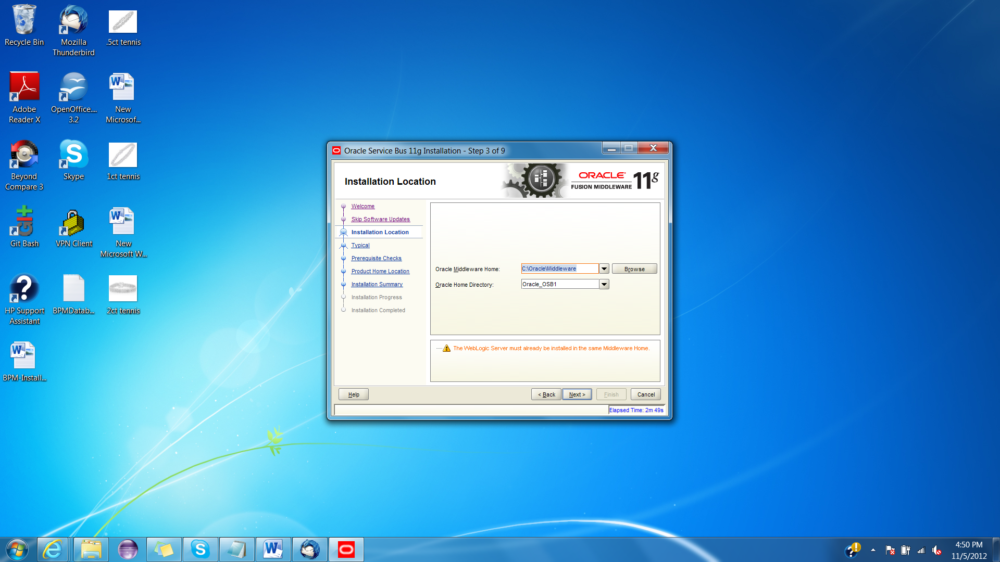 Recycle Bin
Mozilla
Thunderbird
.5ct tennis
Adobe
Reader X
OpenOffice....
3.2
New
Microsof...
Beyond
Compare 3
Skype
1ct tennis
Git Bash
VPN Client
New
Microsoft W...
HP Support
Assistant
BPMDatab...
2ct tennis
BPM-Install...
Oracle Service Bus 11g Installation - Step 3 of 9
Installation Location
ORACLE
FUSION MIDDLEWARE 11g
Welcome
Skip Software Updates
Installation Location
Typical
Prerequisite Checks
Product Home Location
Installation Summary
Installation Progress
Installation Completed
Oracle Middleware Home: C:\Oracle\Middleware Browse
Oracle Home Directory: Oracle_OSB1
The WebLogic Server must already be installed in the same Middleware Home.
Help < Back Next > Finish Cancel
Elapsed Time: 2m 49s
4:50 PM
11/5/2012